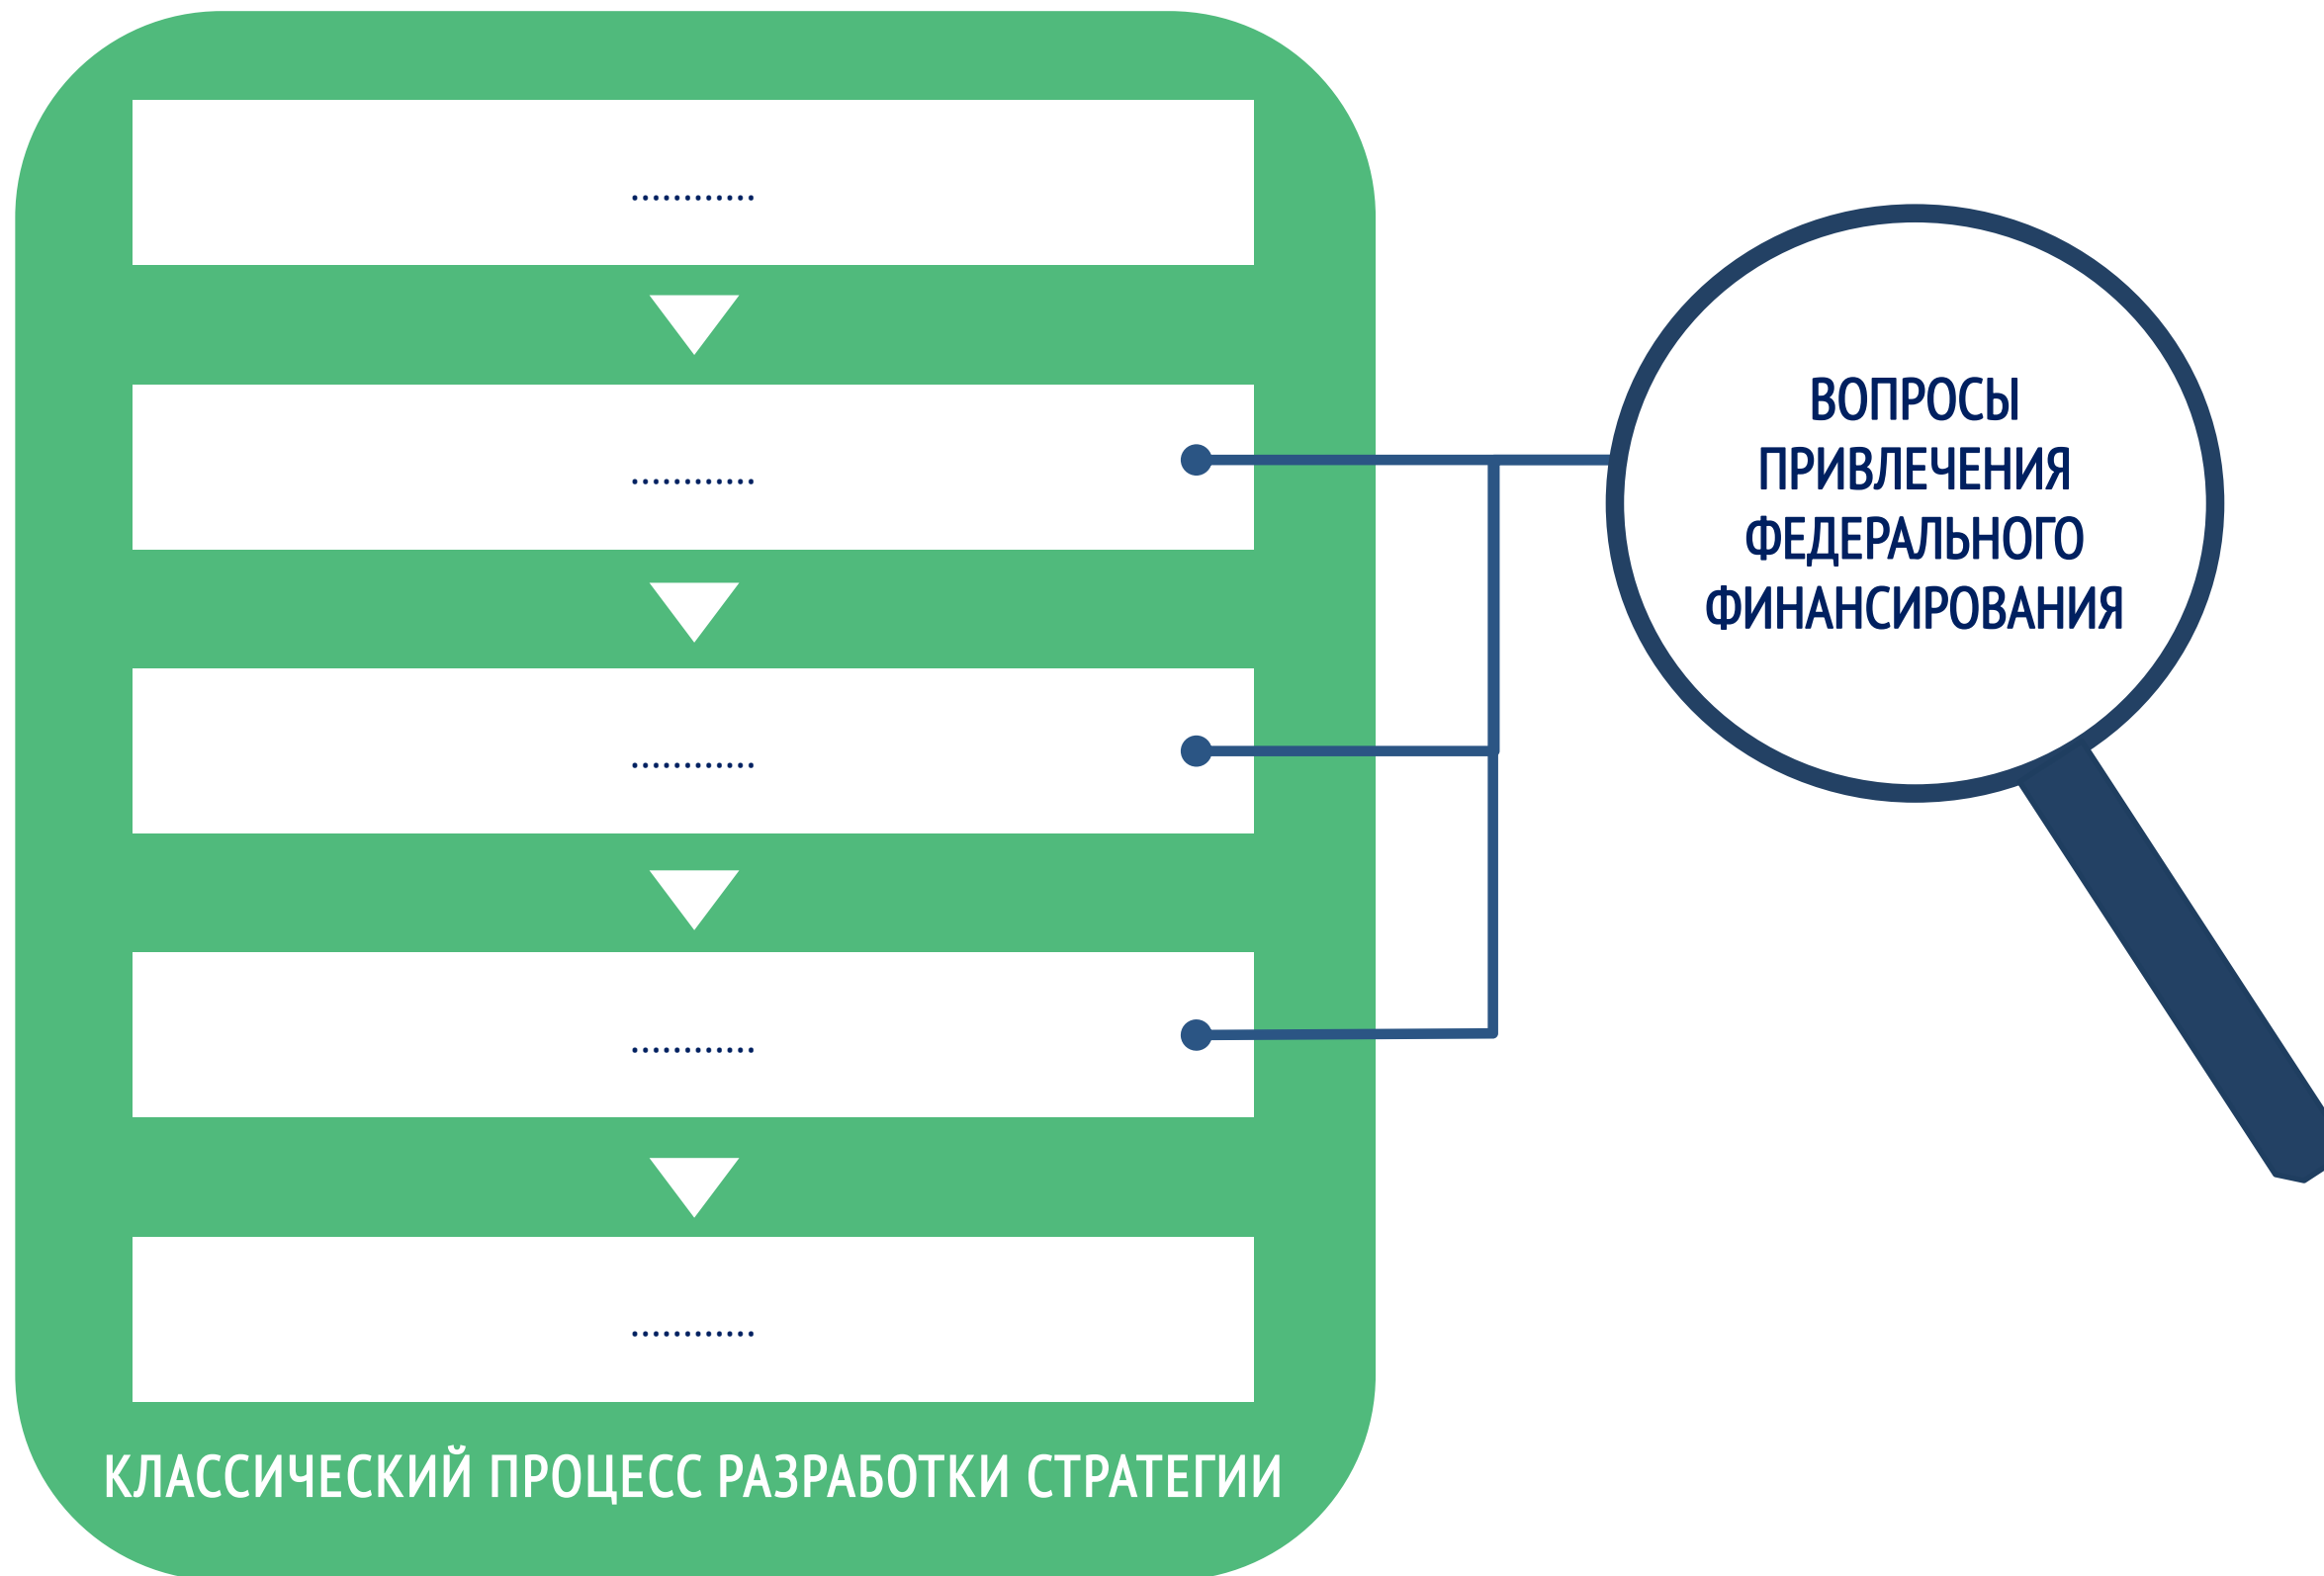 ...........
...........
ВОПРОСЫ
ПРИВЛЕЧЕНИЯ
ФЕДЕРАЛЬНОГО
ФИНАНСИРОВАНИЯ
............
............
............
КЛАССИЧЕСКИЙ ПРОЦЕСС РАЗРАБОТКИ СТРАТЕГИИ